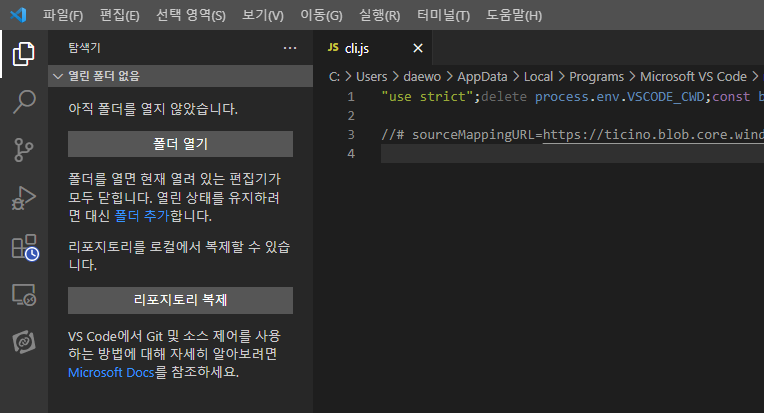 파일(F) 편집(E) 선택 영역(S) 보기(V) 이동(G) 실행(R) 터미널(T) 도움말(H)
탐색기 ···
열린 폴더 없음
아직 폴더를 열지 않았습니다.
폴더 열기
폴더를 열면 현재 열려 있는 편집기가
모두 닫힙니다. 열린 상태를 유지하려
면 대신 폴더 추가합니다.
리포지토리를 로컬에서 복제할 수 있습
니다.
리포지토리 복제
VS Code에서 Git 및 소스 제어를 사용
하는 방법에 대해 자세히 알아보려면
Microsoft Docs를 참조하세요.
JS cli.js ×
C: > Users > daewo > AppData > Local > Programs > Microsoft VS Code >
1 "use strict";delete process.env.VSCODE_CWD;const b
2
3 //# sourceMappingURL=https://ticino.blob.core.wind
4